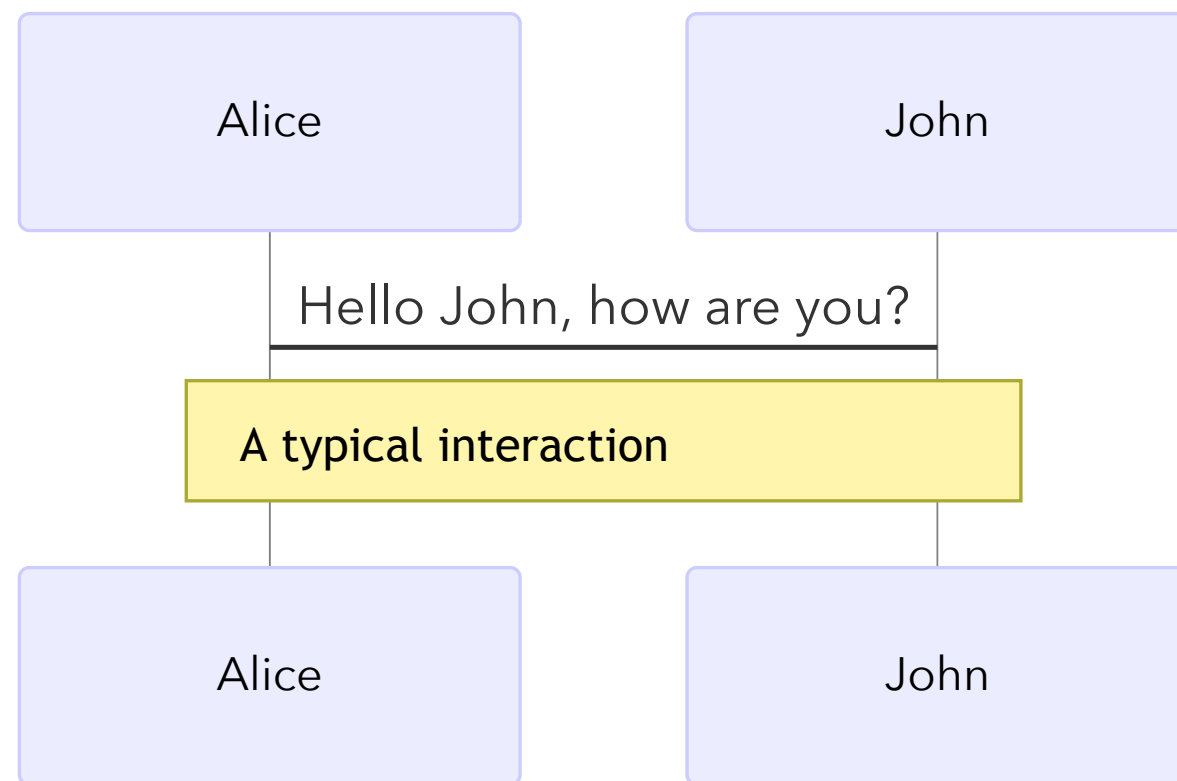 Alice
John
Hello John, how are you?
A typical interaction
Alice
John